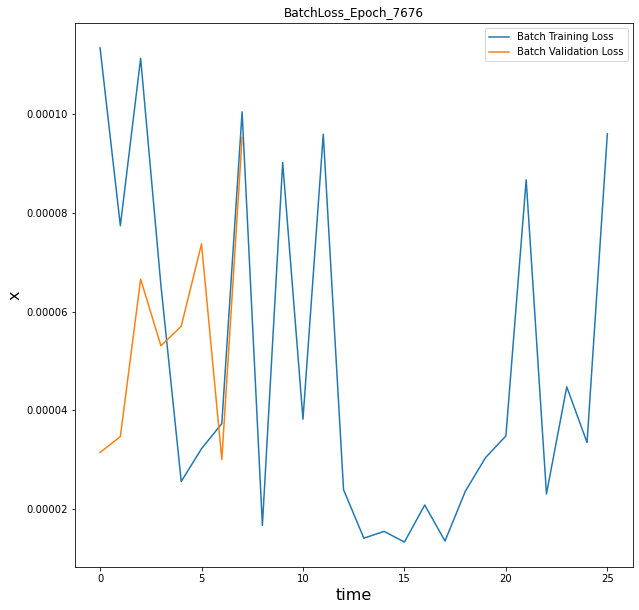 BatchLoss_Epoch_7676
Batch Training Loss
Batch Validation Loss
0.00010
0.00008
0.00006
0.00004
0.00002
x
0
5
10
15
20
25
time